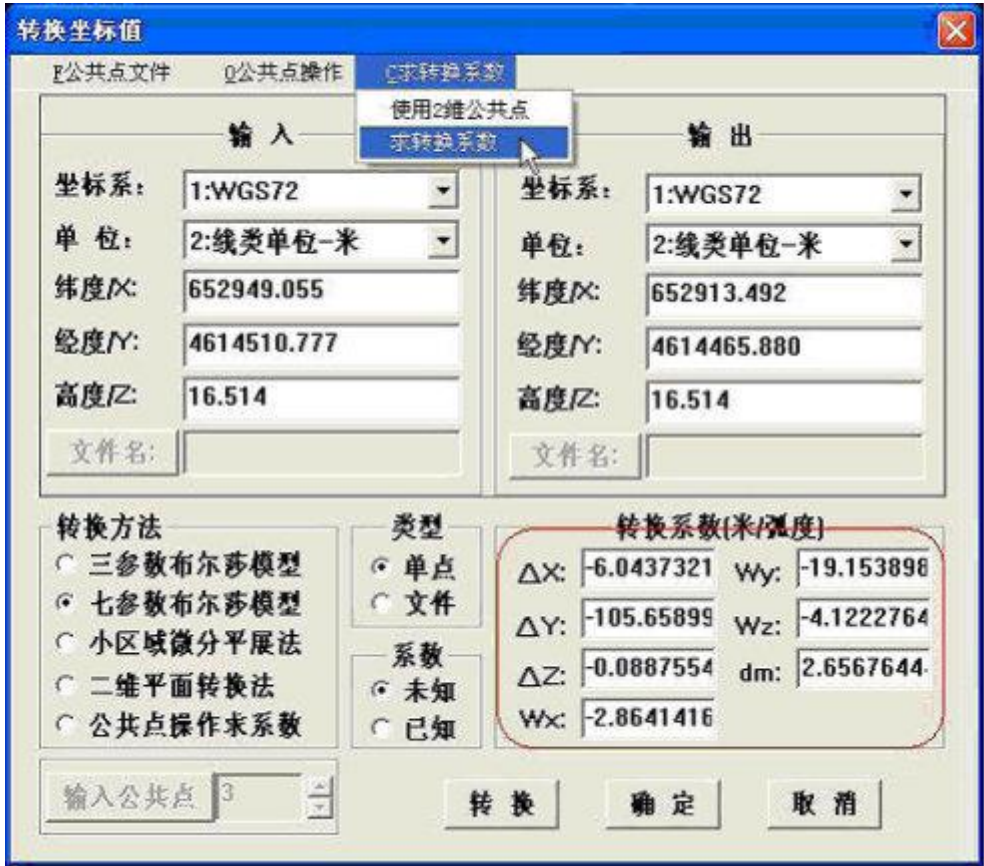 转换坐标值
F公共点文件 O公共点操作 C求转换系数
使用2维公共点
求转换系数
输 入
坐标系: 1:WGS72
单 位: 2:线类单位-米
纬度/X: 652949.055
经度/Y: 4614510.777
高度/Z: 16.514
文件名:
输 出
坐标系: 1:WGS72
单位: 2:线类单位-米
纬度/X: 652913.492
经度/Y: 4614465.880
高度/Z: 16.514
文件名:
转换方法
三参数布尔莎模型
七参数布尔莎模型
小区域微分平展法
二维平面转换法
公共点操作求系数
类型
单点
文件
系数
未知
已知
转换系数(米/弧度)
ΔX: -6.0437321 Wy: -19.153898
ΔY: -105.65899 Wz: -4.1222764
ΔZ: -0.0887554 dm: 2.6567644
Wx: -2.8641416
输入公共点 3
转 换 确 定 取 消